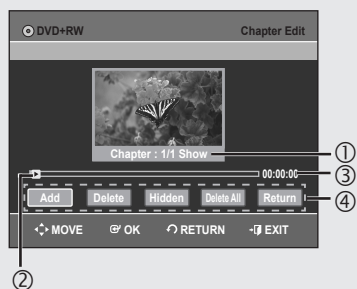 DVD+RW Chapter Edit
Chapter : 1/1 Show
①
00:00:00 ③
Add Delete Hidden Delete All Return ④
MOVE OK RETURN EXIT
②